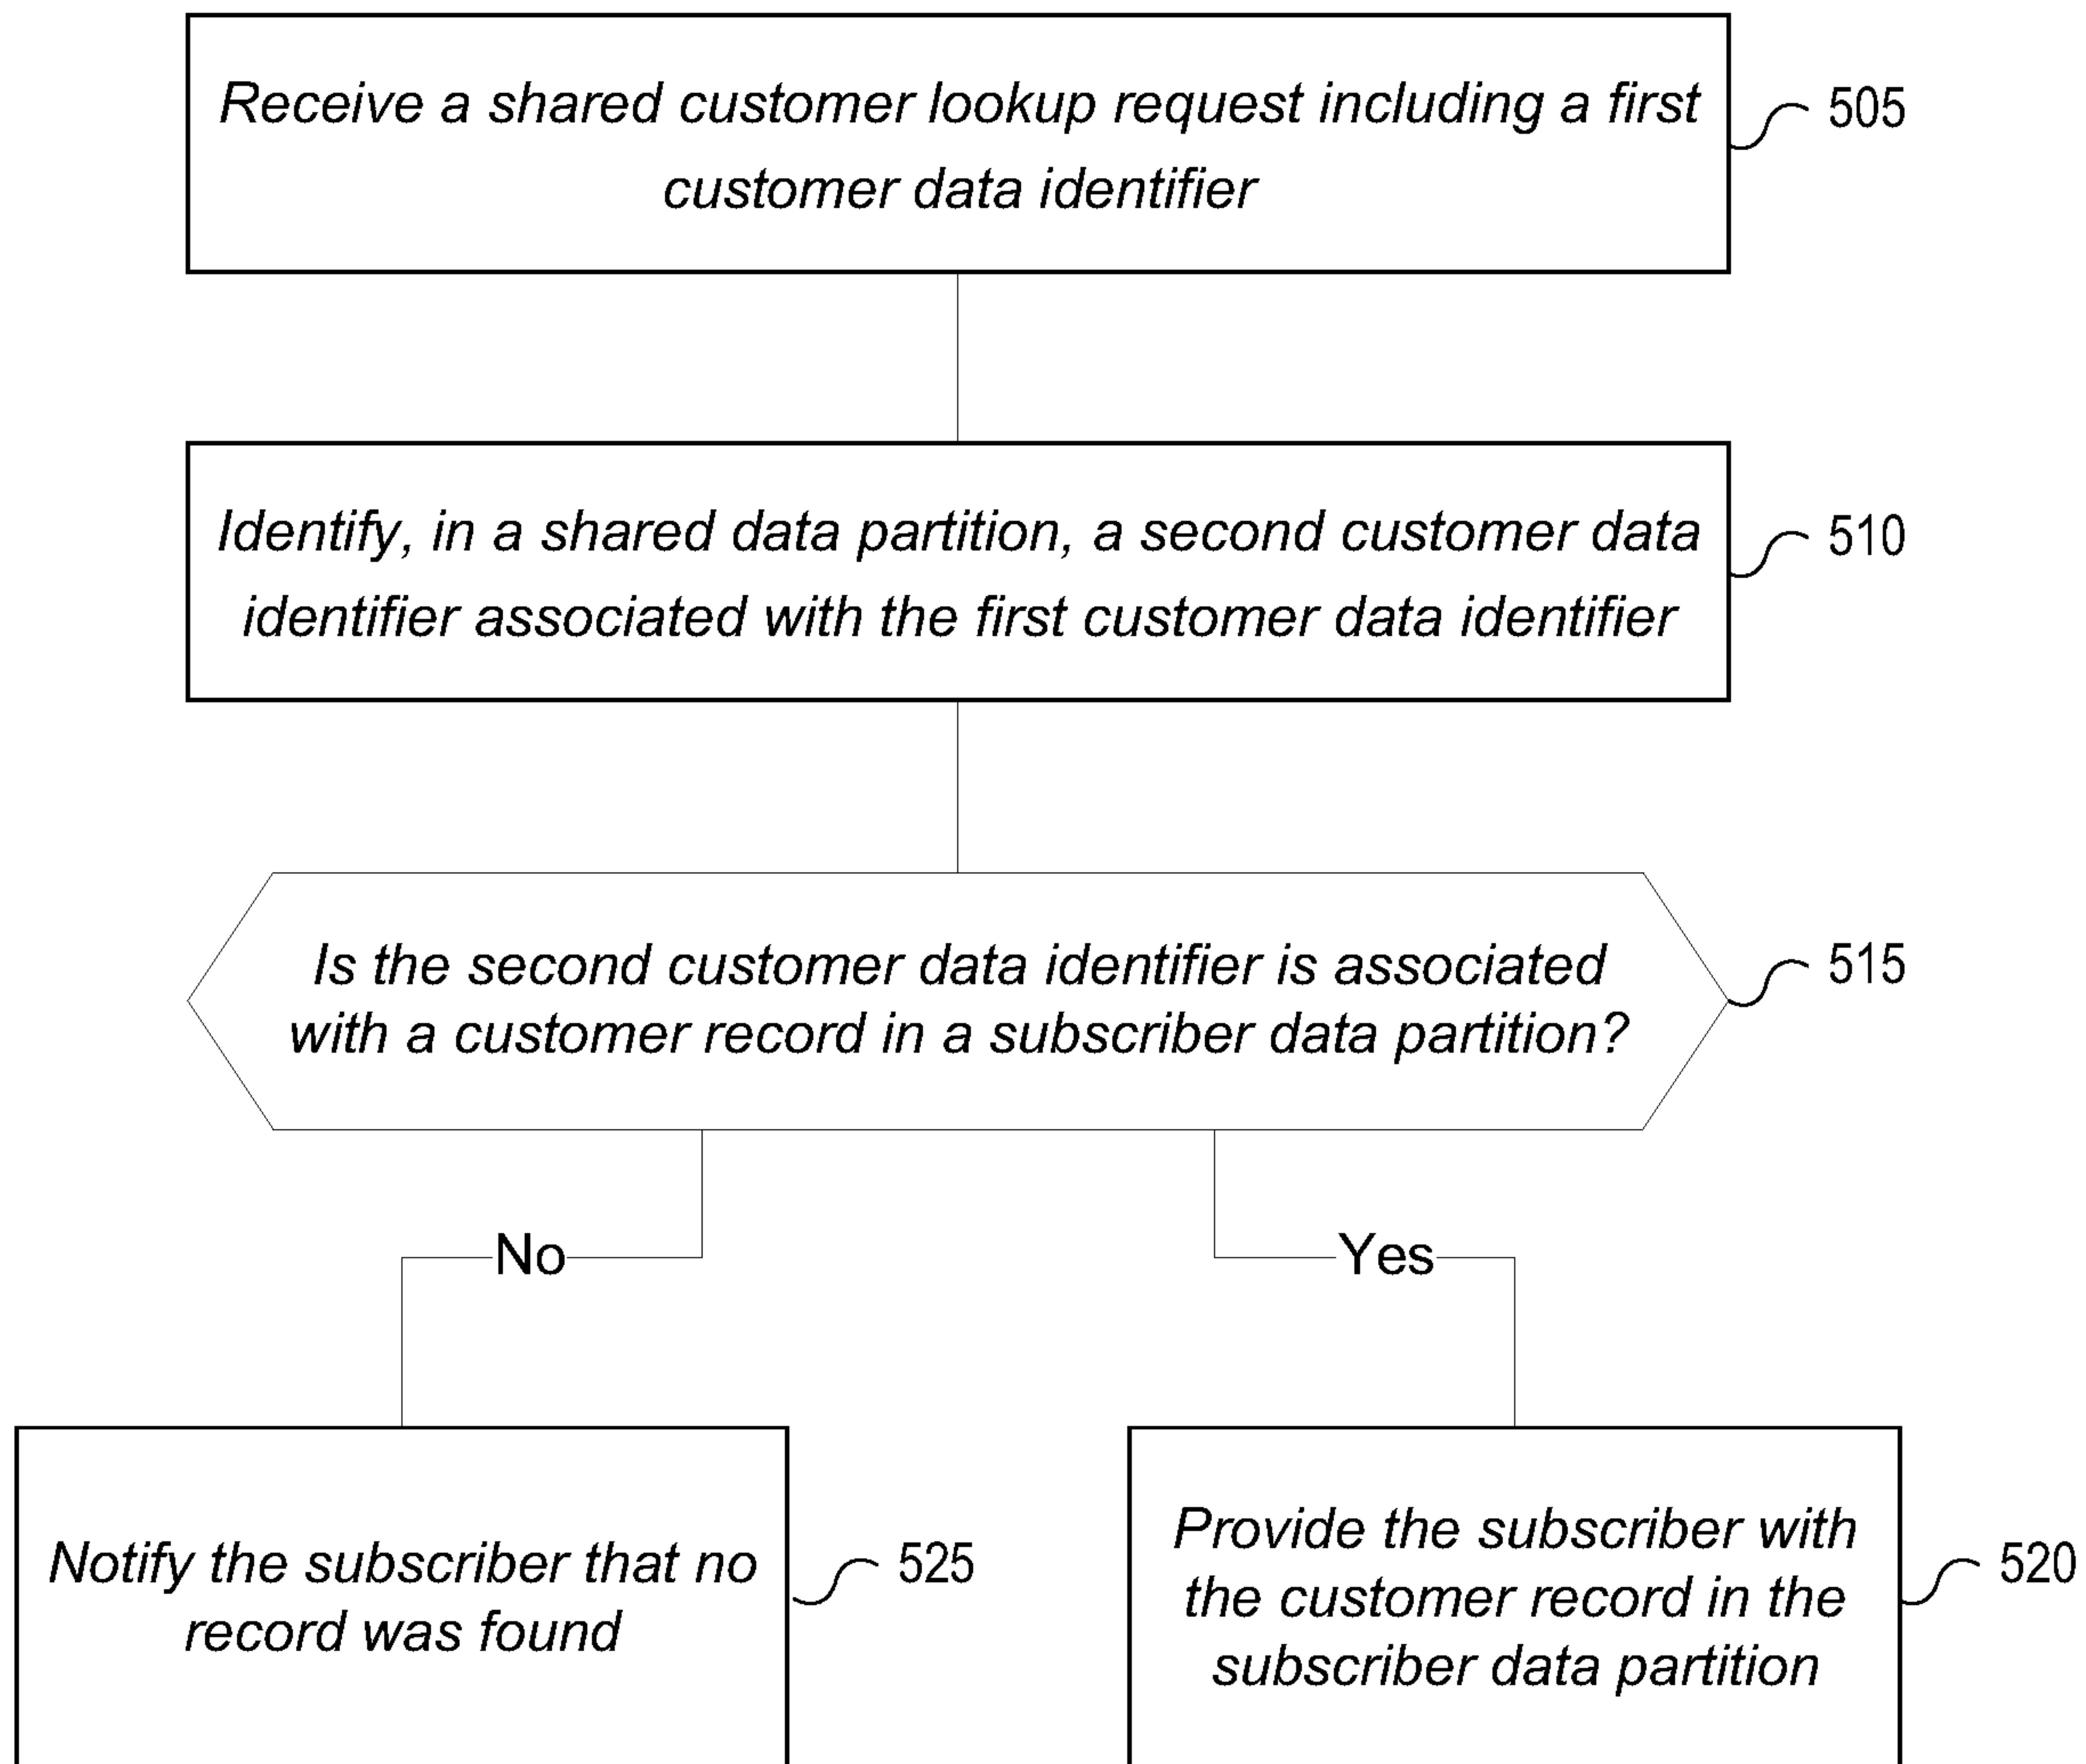 Receive a shared customer lookup request including a first
customer data identifier
505
Identify, in a shared data partition, a second customer data
identifier associated with the first customer data identifier
510
Is the second customer data identifier is associated
with a customer record in a subscriber data partition?
515
No
Yes
Notify the subscriber that no
record was found
525
Provide the subscriber with
the customer record in the
subscriber data partition
520